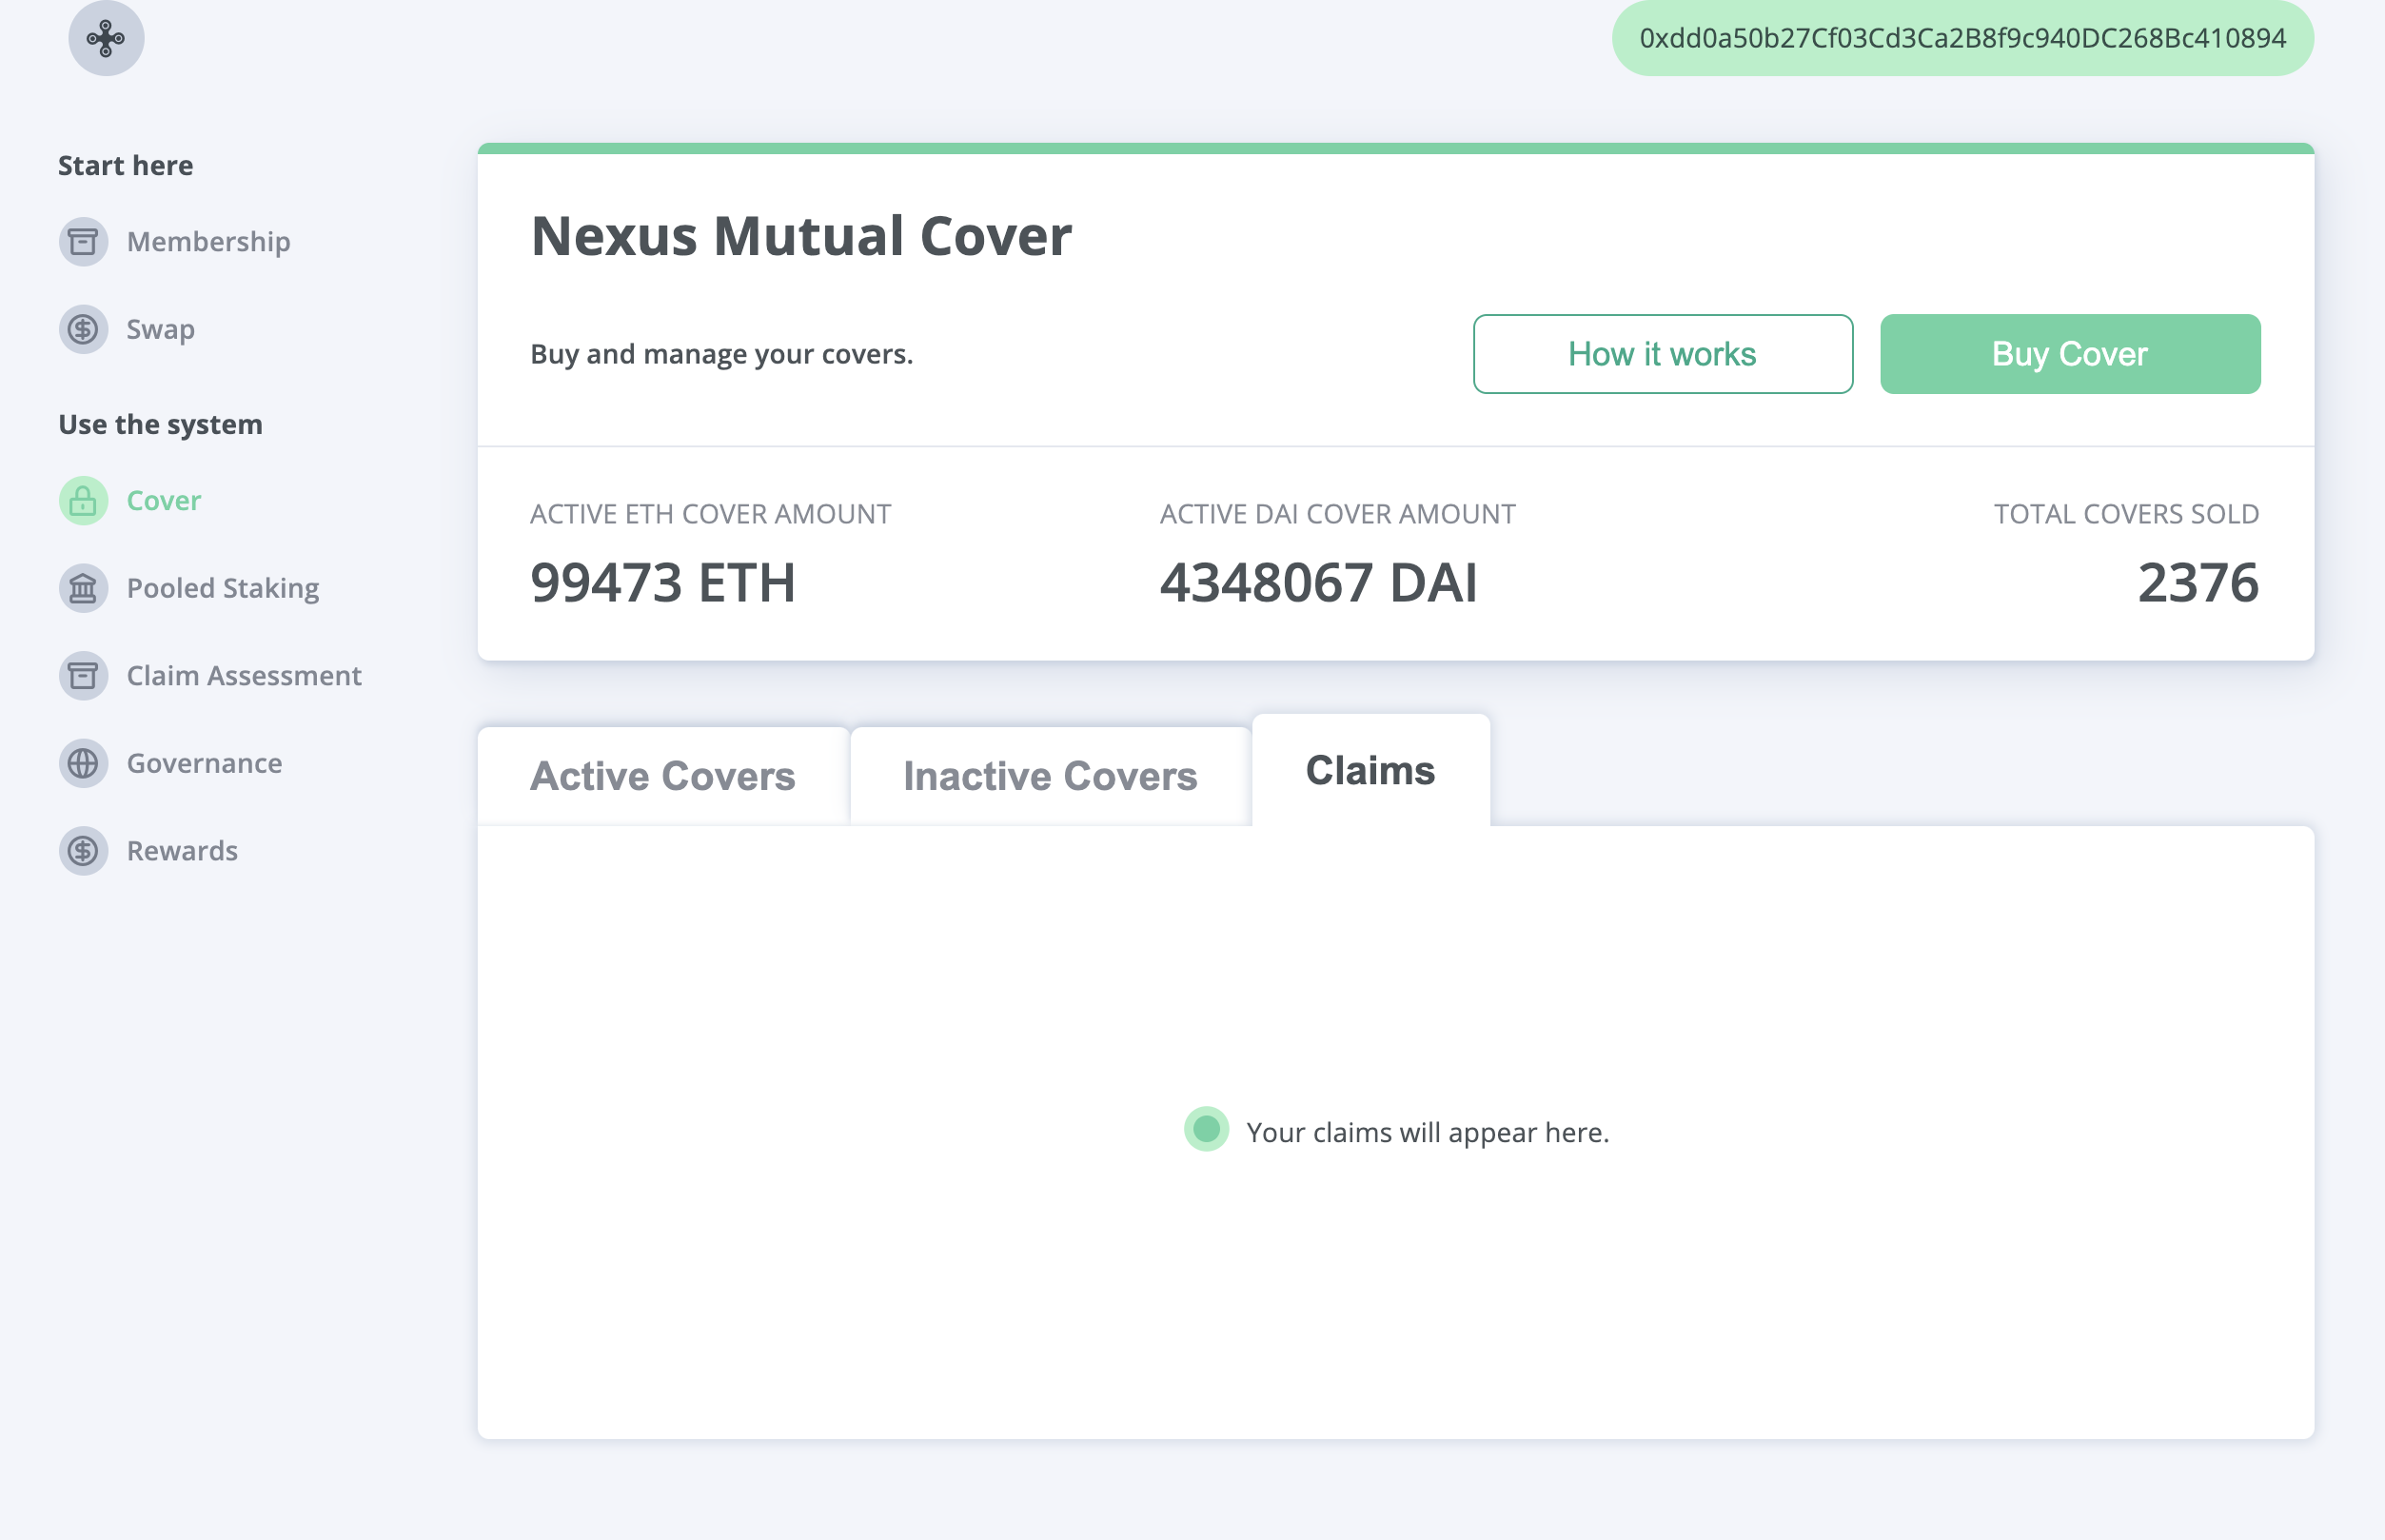 0xdd0a50b27Cf03Cd3Ca2B8f9c940DC268Bc410894
Start here
Membership
Swap
Use the system
Cover
Pooled Staking
Claim Assessment
Governance
Rewards
Nexus Mutual Cover
Buy and manage your covers.
How it works
Buy Cover
ACTIVE ETH COVER AMOUNT
99473 ETH
ACTIVE DAI COVER AMOUNT
4348067 DAI
TOTAL COVERS SOLD
2376
Active Covers
Inactive Covers
Claims
Your claims will appear here.